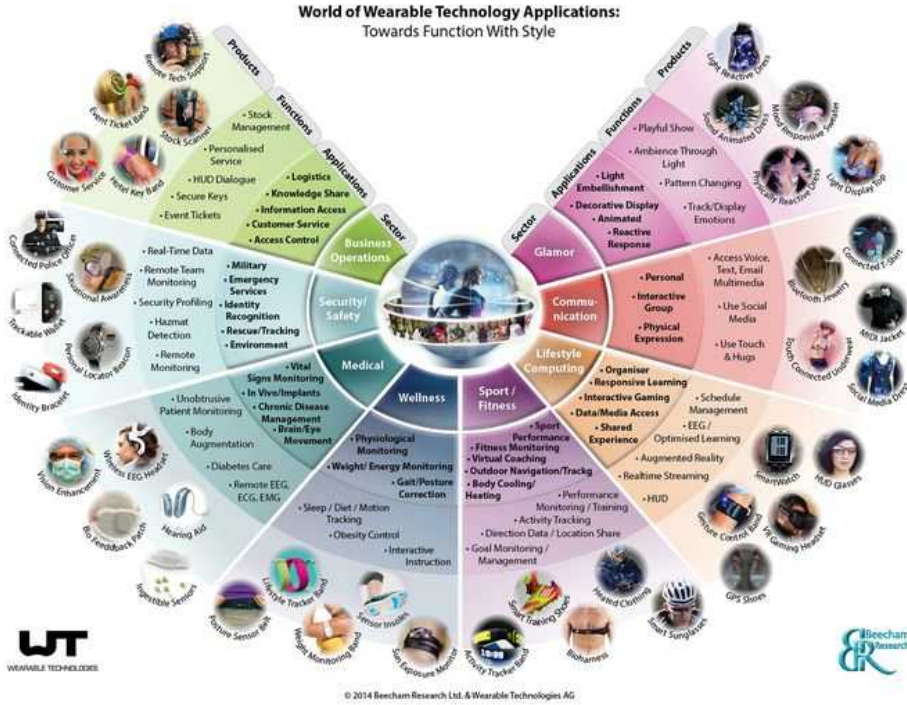 World of Wearable Technology Applications:
Towards Function With Style
Products
Functions
Applications
Sector
Sector
Applications
Functions
Products
Business
Operations
• Logistics
• Knowledge Share
• Information Access
• Customer Service
• Access Control
• Stock
Management
• Personalised
Service
• HUD Dialogue
• Secure Keys
• Event Tickets
Remote Tech Support
Event Ticket Band
Stock Scanner
Customer Service
Hotel Key Band
Security/
Safety
• Military
• Emergency
Services
• Identity
Recognition
• Rescue/Tracking
• Environment
• Real-Time Data
• Remote Team
Monitoring
• Security Profiling
• Hazmat
Detection
• Remote
Monitoring
Connected Police Officer
Situational Awareness
Trackable Wallet
Personal Locator Beacon
Identity Bracelet
Medical
• Vital
Signs Monitoring
• In Vivo/Implants
• Chronic Disease
Management
• Brain/Eye
Movement
• Unobtrusive
Patient Monitoring
• Body
Augmentation
• Diabetes Care
• Remote EEG,
ECG, EMG
Vision Enhancement
Witness EEG Headset
Hearing Aid
Bio Feedback Patch
Ingestible Sensors
Wellness
• Physiological
Monitoring
• Weight/ Energy Monitoring
• Gait/Posture
Correction
• Sleep / Diet / Motion
Tracking
• Obesity Control
• Interactive
Instruction
Posture Sensor Belt
Lifestyle Tracker Band
Weight Monitoring Band
Sensor Insoles
Sun Exposure Monitor
Sport /
Fitness
• Sport
Performance
• Fitness Monitoring
• Virtual Coaching
• Outdoor Navigation/Trackg
• Body Cooling/
Heating
• Performance
Monitoring / Training
• Activity Tracking
• Direction Data / Location Share
• Goal Monitoring /
Management
Activity Tracker Band
Smart Training Shoes
Bioharness
Heated Clothing
Smart Sunglasses
Lifestyle
Computing
• Organiser
• Responsive Learning
• Interactive Gaming
• Data/Media Access
• Shared
Experience
• Schedule
Management
• EEG /
Optimised Learning
• Augmented Reality
• Realtime Streaming
• HUD
SmartWatch
HUD Glasses
Gesture Control Band
VR Gaming Headset
GPS Shoes
Commu-
nication
• Personal
• Interactive
Group
• Physical
Expression
• Access Voice,
Text, Email
Multimedia
• Use Social
Media
• Use Touch
& Hugs
Connected T-Shirt
Bluetooth Jewelry
MIDI Jacket
Touch Connected Underwear
Social Media Dress
Glamor
• Light
Embellishment
• Decorative Display
• Animated
• Reactive
Response
• Playful Show
• Ambience Through
Light
• Pattern Changing
• Track/Display
Emotions
Light Reactive Dress
Sound Animated Dress
Mood Responsive Sweater
Physically Reactive Dress
Light Display Top
WT
WEARABLE TECHNOLOGIES
BR
Beecham
Research
© 2014 Beecham Research Ltd. & Wearable Technologies AG